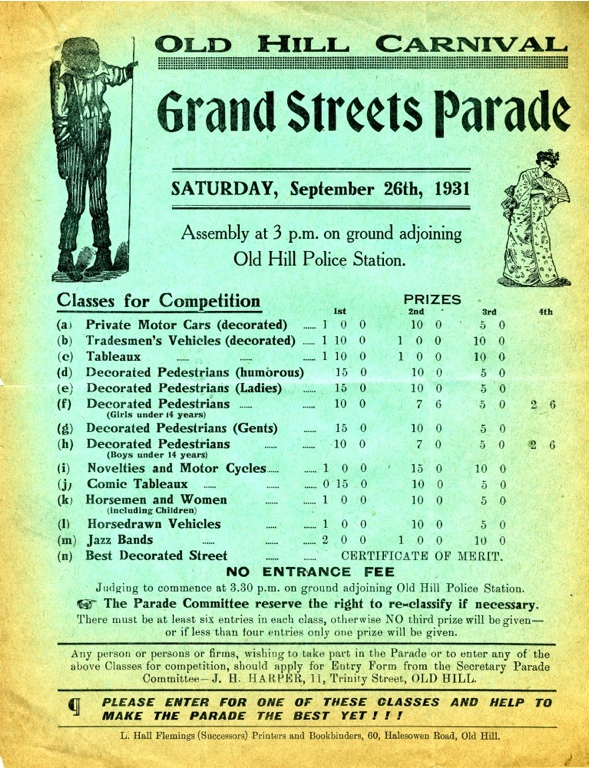 OLD HILL CARNIVAL
Grand Streets Parade
SATURDAY, September 26th, 1931
Assembly at 3 p.m. on ground adjoining
Old Hill Police Station.
Classes for Competition PRIZES
1st 2nd 3rd 4th
(a) Private Motor Cars (decorated) ..... 1 0 0 10 0 5 0
(b) Tradesmen's Vehicles (decorated) ..... 1 10 0 1 0 0 10 0
(c) Tableaux ..... ..... ..... 1 10 0 1 0 0 10 0
(d) Decorated Pedestrians (humorous) 15 0 10 0 5 0
(e) Decorated Pedestrians (Ladies) ..... 15 0 10 0 5 0
(f) Decorated Pedestrians ..... ..... 10 0 7 6 5 0 2 6
(Girls under 14 years)
(g) Decorated Pedestrians (Gents) ..... 15 0 10 0 5 0
(h) Decorated Pedestrians ..... ..... 10 0 7 0 5 0 2 6
(Boys under 14 years)
(i) Novelties and Motor Cycles..... ..... 1 0 0 15 0 10 0
(j) Comic Tableaux ..... ..... ..... 0 15 0 10 0 5 0
(k) Horsemen and Women ..... 1 0 0 10 0 5 0
(including Children)
(l) Horsedrawn Vehicles ..... ..... 1 0 0 10 0 5 0
(m) Jazz Bands ..... ..... ..... 2 0 0 1 0 0 10 0
(n) Best Decorated Street ..... ..... CERTIFICATE OF MERIT.
NO ENTRANCE FEE
Judging to commence at 3.30 p.m. on ground adjoining Old Hill Police Station.
☞ The Parade Committee reserve the right to re-classify if necessary.
There must be at least six entries in each class, otherwise NO third prize will be given—
or if less than four entries only one prize will be given.
Any person or persons or firms, wishing to take part in the Parade or to enter any of the
above Classes for competition, should apply for Entry Form from the Secretary Parade
Committee—J. H. HARPER, 11, Trinity Street, OLD HILL.
¶ PLEASE ENTER FOR ONE OF THESE CLASSES AND HELP TO
MAKE THE PARADE THE BEST YET ! ! !
L. Hall Flemings (Successors) Printers and Bookbinders, 60, Halesowen Road, Old Hill.